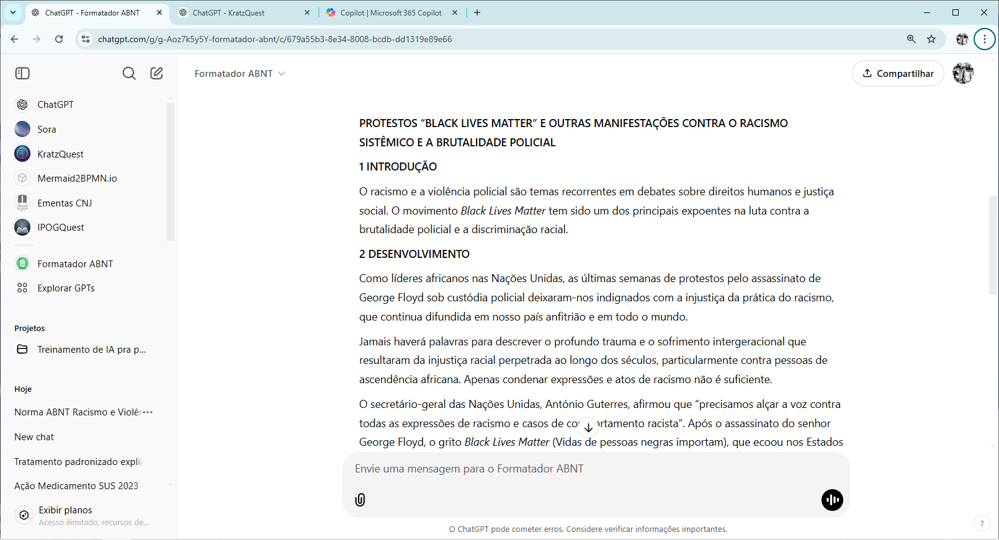 ChatGPT - Formatador ABNT
ChatGPT - KratzQuest
Copilot | Microsoft 365 Copilot
chatgpt.com/g/g-Aoz7k5y5Y-formatador-abnt/c/679a55b3-8e34-8008-bcdb-dd1319e89e66
ChatGPT
Sora
KratzQuest
Mermaid2BPMN.io
Ementas CNJ
IPOGQuest
Formatador ABNT
Explorar GPTs
Projetos
Treinamento de IA pra p...
Hoje
Norma ABNT Racismo e Violên
New chat
Tratamento padronizado explic
Ação Medicamento SUS 2023
Exibir planos
Acesso ilimitado, recursos de...
Formatador ABNT
Compartilhar
PROTESTOS “BLACK LIVES MATTER” E OUTRAS MANIFESTAÇÕES CONTRA O RACISMO
SISTÊMICO E A BRUTALIDADE POLICIAL
1 INTRODUÇÃO
O racismo e a violência policial são temas recorrentes em debates sobre direitos humanos e justiça
social. O movimento Black Lives Matter tem sido um dos principais expoentes na luta contra a
brutalidade policial e a discriminação racial.
2 DESENVOLVIMENTO
Como líderes africanos nas Nações Unidas, as últimas semanas de protestos pelo assassinato de
George Floyd sob custódia policial deixaram-nos indignados com a injustiça da prática do racismo,
que continua difundida em nosso país anfitrião e em todo o mundo.
Jamais haverá palavras para descrever o profundo trauma e o sofrimento intergeracional que
resultaram da injustiça racial perpetrada ao longo dos séculos, particularmente contra pessoas de
ascendência africana. Apenas condenar expressões e atos de racismo não é suficiente.
O secretário-geral das Nações Unidas, António Guterres, afirmou que “precisamos alçar a voz contra
todas as expressões de racismo e casos de comportamento racista”. Após o assassinato do senhor
George Floyd, o grito Black Lives Matter (Vidas de pessoas negras importam), que ecoou nos Estados
Envie uma mensagem para o Formatador ABNT
O ChatGPT pode cometer erros. Considere verificar informações importantes.
?